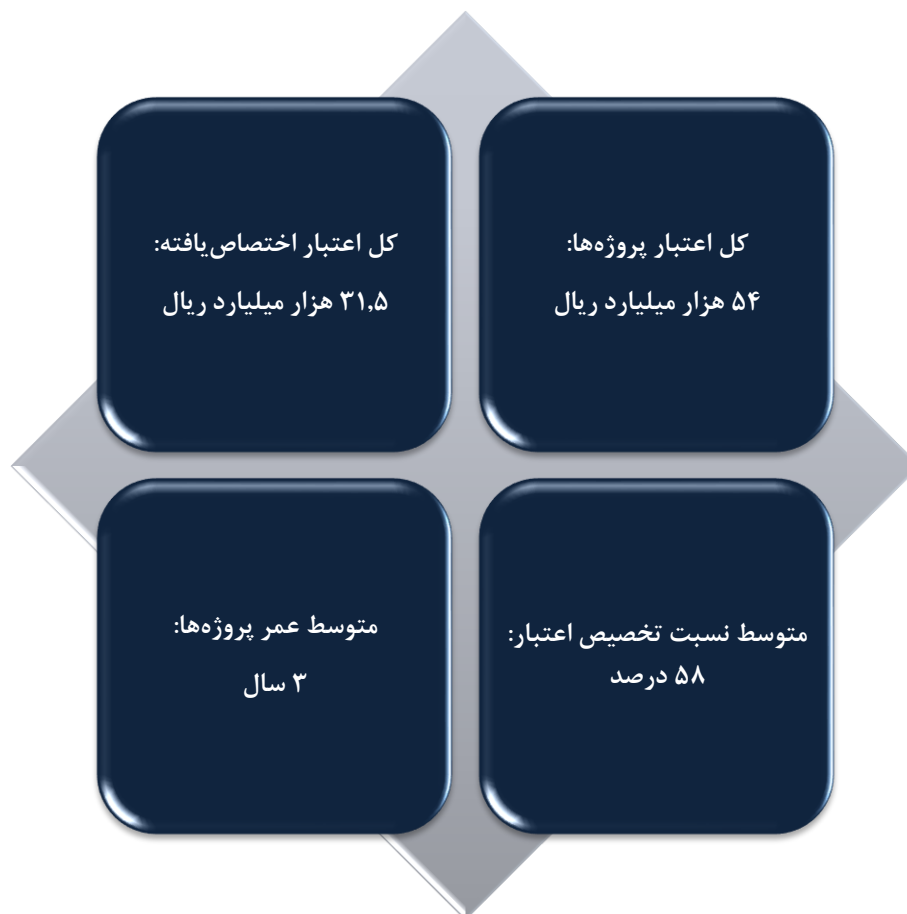 کل اعتبار پروژه‌ها:
۵۴ هزار میلیارد ریال
کل اعتبار اختصاص‌یافته:
۳۱,۵ هزار میلیارد ریال
متوسط نسبت تخصیص اعتبار:
۵۸ درصد
متوسط عمر پروژه‌ها:
۳ سال